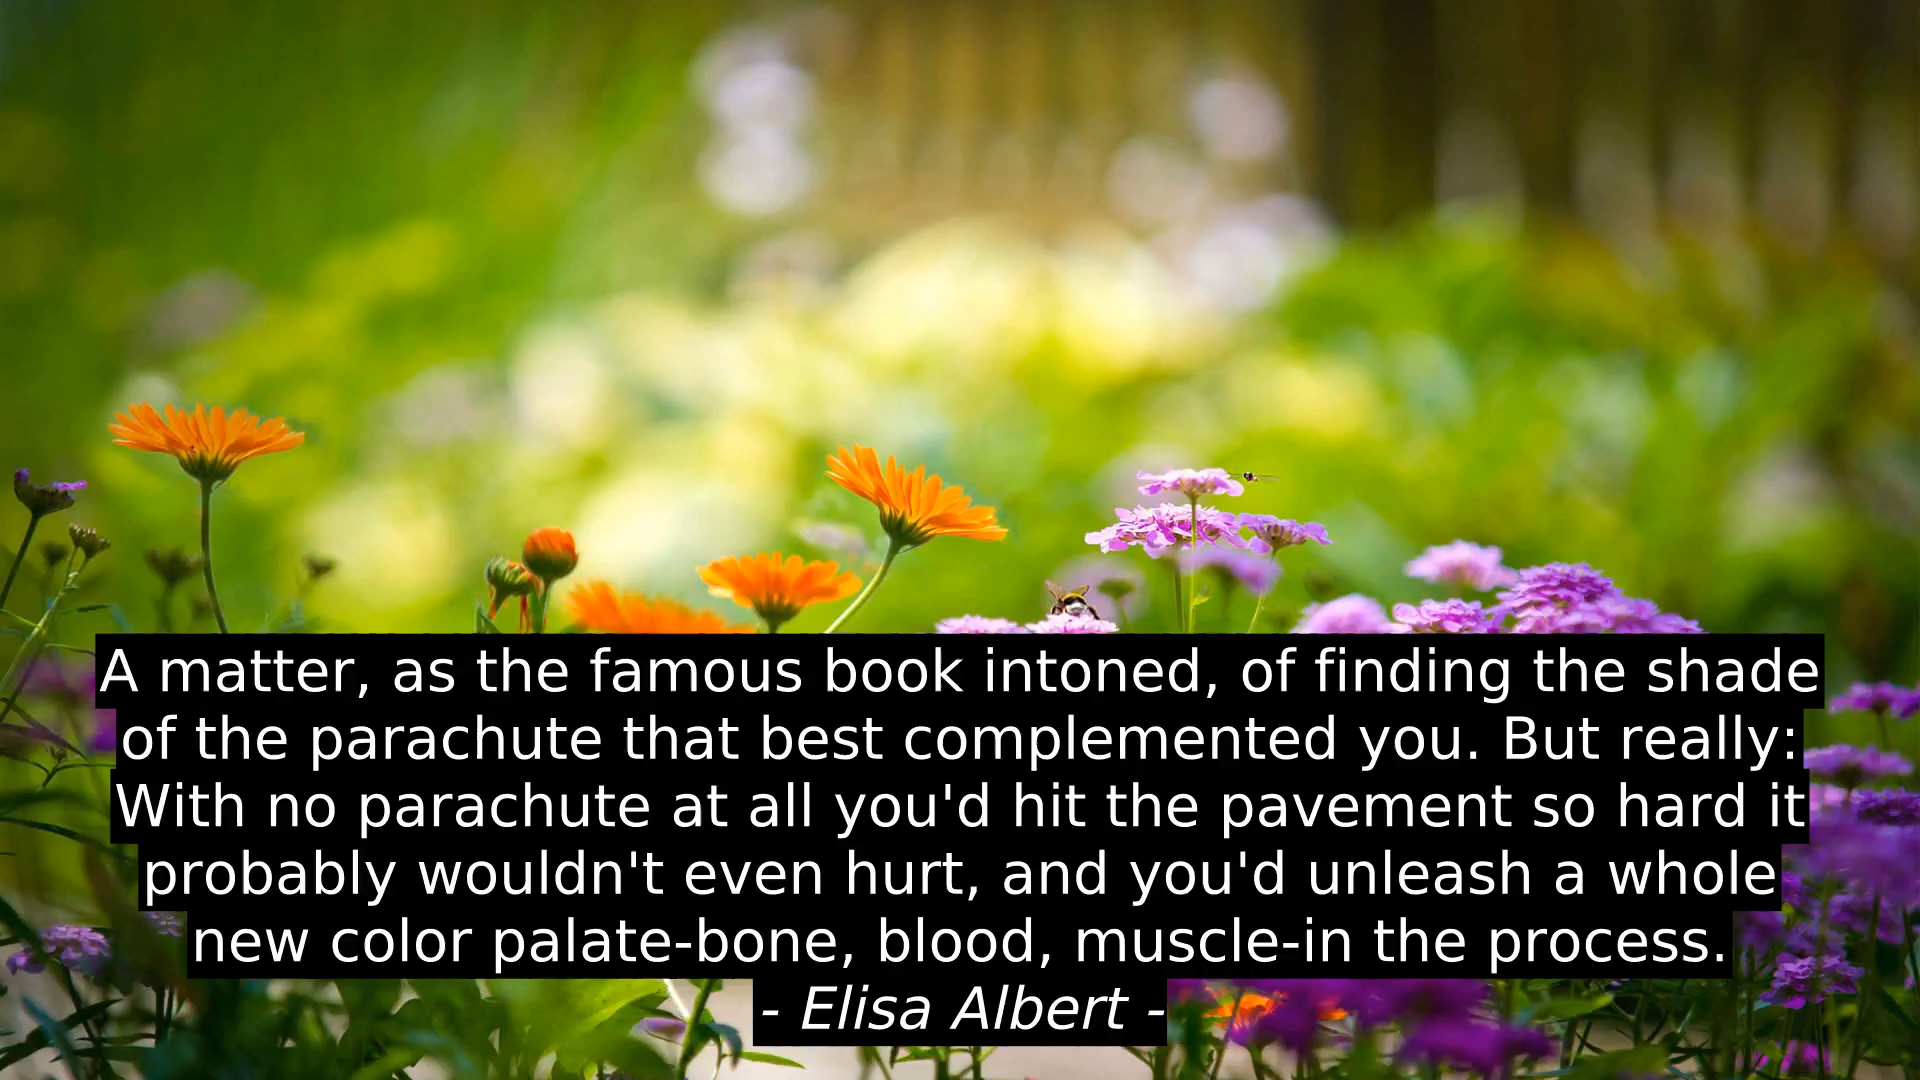 A matter, as the famous book intoned, of finding the shade
of the parachute that best complemented you. But really:
With no parachute at all you'd hit the pavement so hard it
probably wouldn't even hurt, and you'd unleash a whole
new color palate-bone, blood, muscle-in the process.
- Elisa Albert -